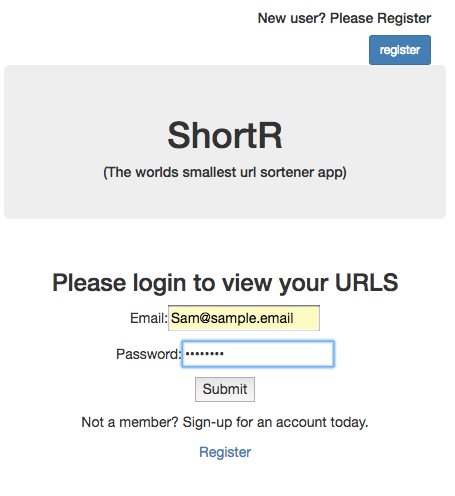 New user? Please Register
register
ShortR
(The worlds smallest url sortener app)
Please login to view your URLS
Email: Sam@sample.email
Password: ••••••••
Submit
Not a member? Sign-up for an account today.
Register